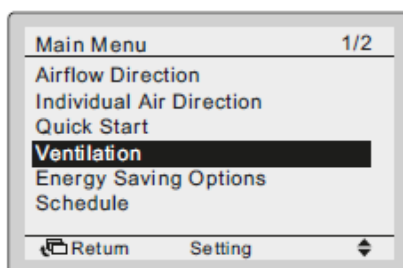 Main Menu 1/2
Airflow Direction
Individual Air Direction
Quick Start
Ventilation
Energy Saving Options
Schedule
Return Setting